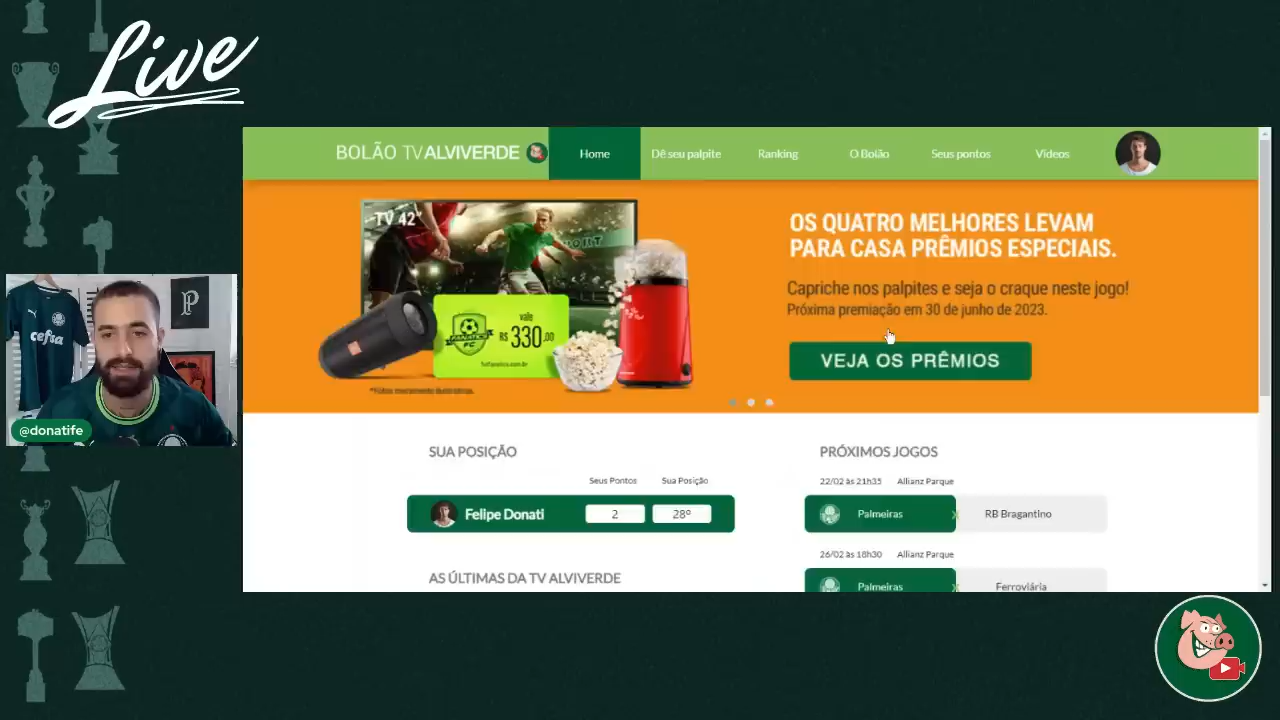 Live
BOLÃO TV ALVIVERDE
Home
Dê seu palpite
Ranking
O Bolão
Seus pontos
Vídeos
TV 42"
OS QUATRO MELHORES LEVAM
PARA CASA PRÊMIOS ESPECIAIS.
Capriche nos palpites e seja o craque neste jogo!
Próxima premiação em 30 de junho de 2023.
VEJA OS PRÊMIOS
vale
R$ 330,00
FANATICS
FC
*Fotos meramente ilustrativas.
cefsa
P
@donatife
SUA POSIÇÃO
Seus Pontos
Sua Posição
Felipe Donati
2
28º
AS ÚLTIMAS DA TV ALVIVERDE
PRÓXIMOS JOGOS
22/02 às 21h35
Allianz Parque
Palmeiras
x
RB Bragantino
26/02 às 18h30
Allianz Parque
Palmeiras
x
Ferroviária